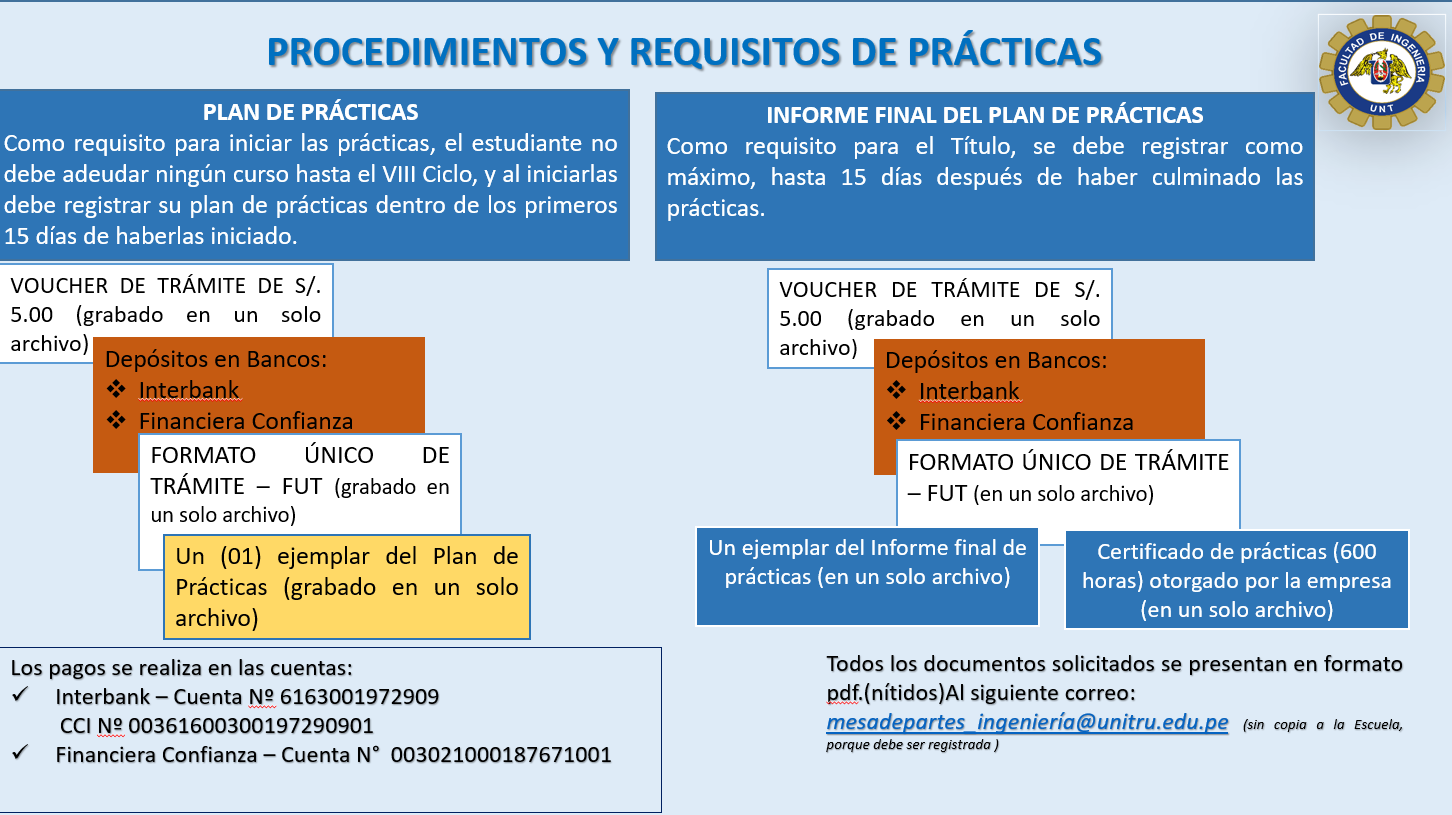 PROCEDIMIENTOS Y REQUISITOS DE PRÁCTICAS
FACULTAD DE INGENIERIA
UNT
PLAN DE PRÁCTICAS
Como requisito para iniciar las prácticas, el estudiante no
debe adeudar ningún curso hasta el VIII Ciclo, y al iniciarlas
debe registrar su plan de prácticas dentro de los primeros
15 días de haberlas iniciado.
VOUCHER DE TRÁMITE DE S/.
5.00 (grabado en un solo
archivo)
Depósitos en Bancos:
❖ Interbank
❖ Financiera Confianza
FORMATO ÚNICO DE
TRÁMITE – FUT (grabado en
un solo archivo)
Un (01) ejemplar del Plan de
Prácticas (grabado en un solo
archivo)
INFORME FINAL DEL PLAN DE PRÁCTICAS
Como requisito para el Título, se debe registrar como
máximo, hasta 15 días después de haber culminado las
prácticas.
VOUCHER DE TRÁMITE DE S/.
5.00 (grabado en un solo
archivo)
Depósitos en Bancos:
❖ Interbank
❖ Financiera Confianza
FORMATO ÚNICO DE TRÁMITE
– FUT (en un solo archivo)
Un ejemplar del Informe final de
prácticas (en un solo archivo)
Certificado de prácticas (600
horas) otorgado por la empresa
(en un solo archivo)
Los pagos se realiza en las cuentas:
✓ Interbank – Cuenta Nº 6163001972909
CCI Nº 00361600300197290901
✓ Financiera Confianza – Cuenta N° 003021000187671001
Todos los documentos solicitados se presentan en formato
pdf.(nítidos)Al siguiente correo:
mesadepartes_ingeniería@unitru.edu.pe (sin copia a la Escuela,
porque debe ser registrada )